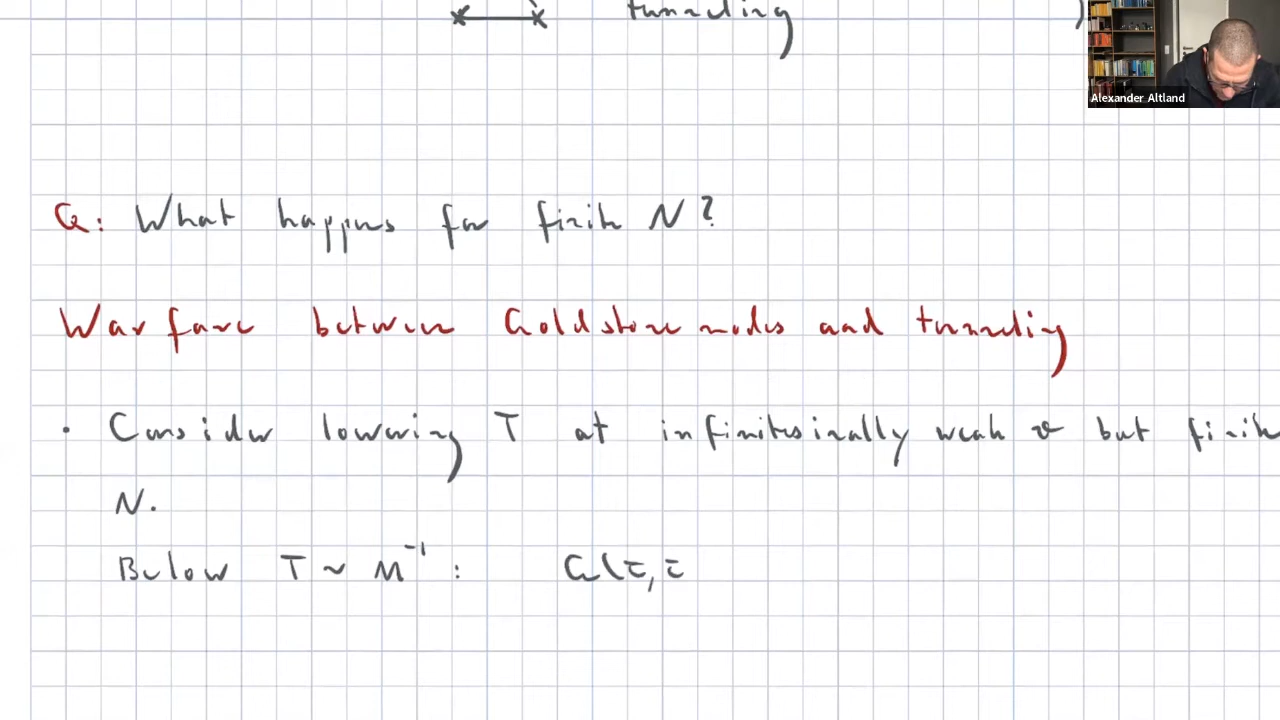 tunneling
Alexander Altland
Q: What happens for finite N?
Warfare between Goldstone modes and tunneling
· Consider lowering T at infinitesimally weak v but finite
N.
Below T ~ M⁻¹: G(τ,τ